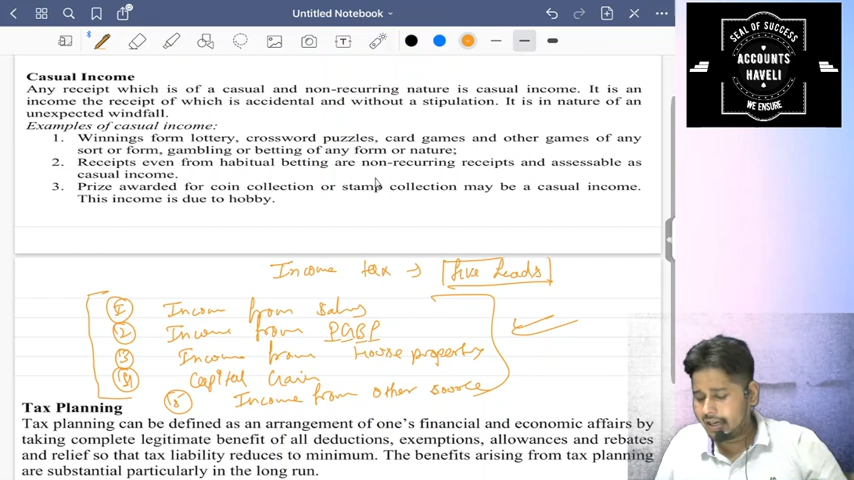 Untitled Notebook
SEAL OF SUCCESS
ACCOUNTS
HAVELI
WE ENSURE
Casual Income
Any receipt which is of a casual and non-recurring nature is casual income. It is an
income the receipt of which is accidental and without a stipulation. It is in nature of an
unexpected windfall.
Examples of casual income:
1. Winnings form lottery, crossword puzzles, card games and other games of any
sort or form, gambling or betting of any form or nature;
2. Receipts even from habitual betting are non-recurring receipts and assessable as
casual income.
3. Prize awarded for coin collection or stamp collection may be a casual income.
This income is due to hobby.
Income tax → five heads
1 Income from salary
2 Income from PGBP
3 Income from House property
4 Capital Gain
5 Income from other source
Tax Planning
Tax planning can be defined as an arrangement of one's financial and economic affairs by
taking complete legitimate benefit of all deductions, exemptions, allowances and rebates
and relief so that tax liability reduces to minimum. The benefits arising from tax planning
are substantial particularly in the long run.